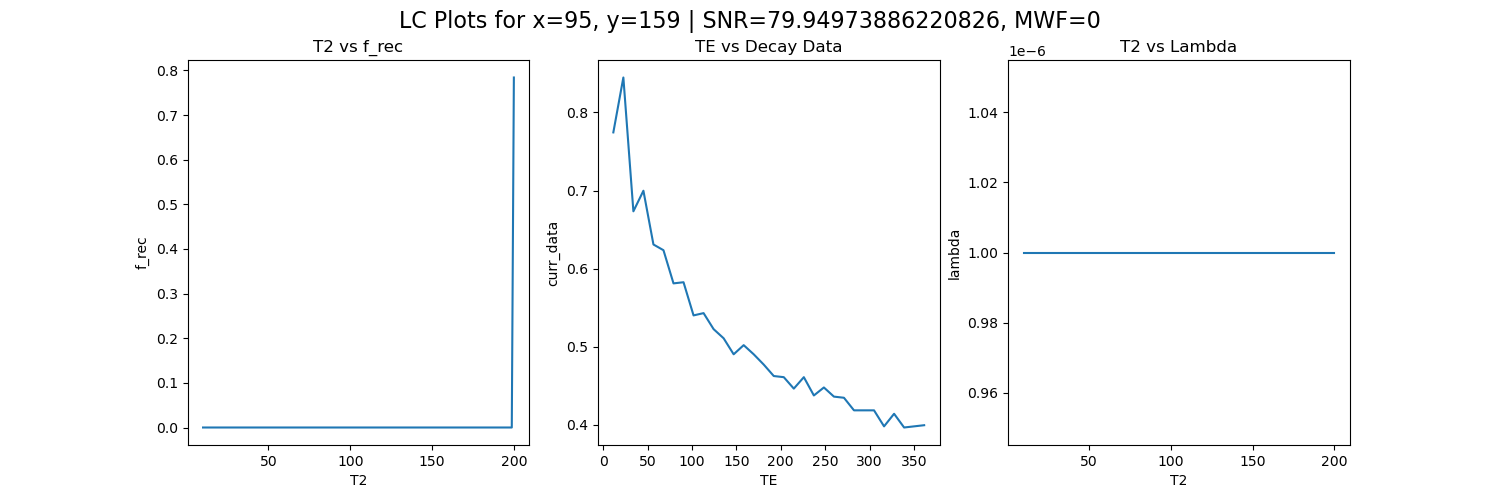 LC Plots for x=95, y=159 | SNR=79.94973886220826, MWF=0
T2 vs f_rec
0.8
0.7
0.6
0.5
0.4
0.3
0.2
0.1
0.0
f_rec
50 100 150 200
T2
TE vs Decay Data
0.8
0.7
0.6
0.5
0.4
curr_data
0 50 100 150 200 250 300 350
TE
T2 vs Lambda
1e−6
1.04
1.02
1.00
0.98
0.96
lambda
50 100 150 200
T2